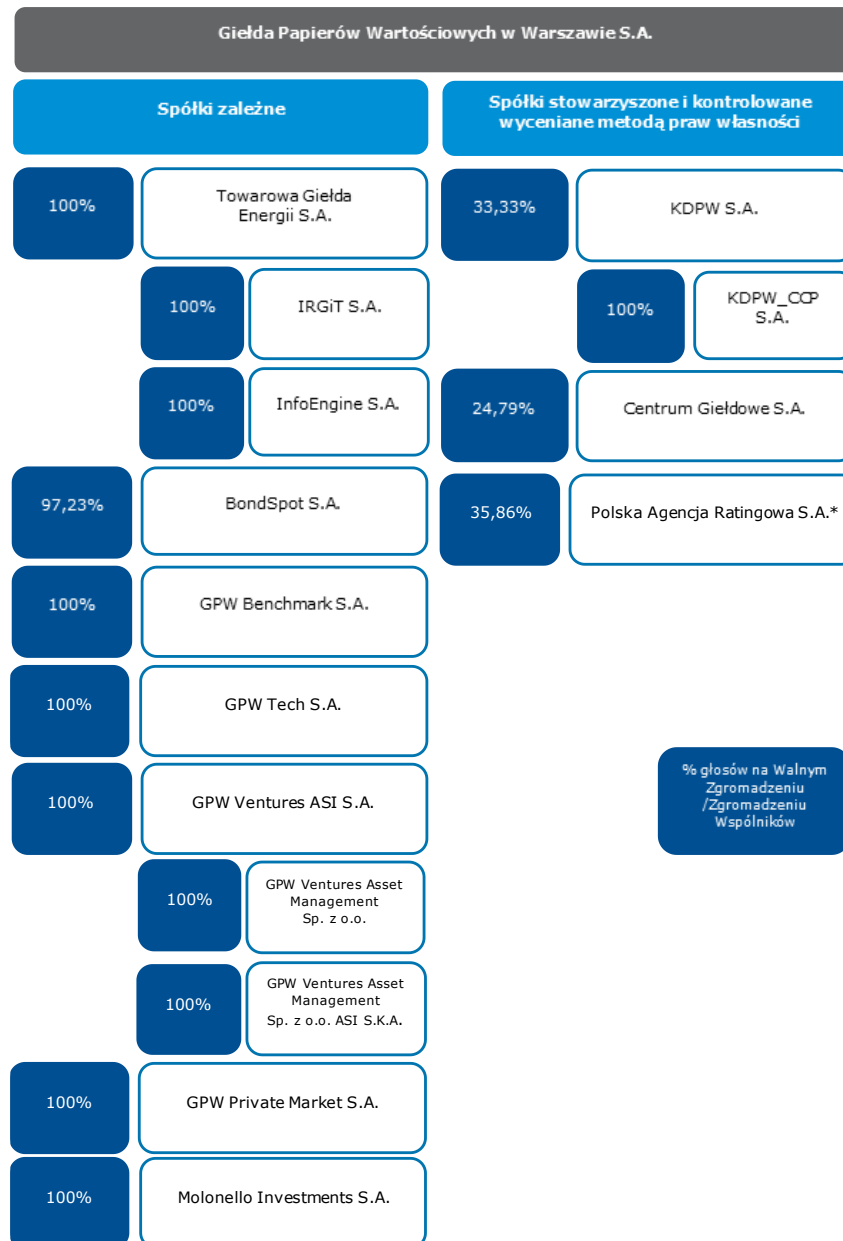 Giełda Papierów Wartościowych w Warszawie S.A.
Spółki zależne
100%
Towarowa Giełda
Energii S.A.
100%
IRGiT S.A.
100%
InfoEngine S.A.
97,23%
BondSpot S.A.
100%
GPW Benchmark S.A.
100%
GPW Tech S.A.
100%
GPW Ventures ASI S.A.
100%
GPW Ventures Asset
Management
Sp. z o.o.
100%
GPW Ventures Asset
Management
Sp. z o.o. ASI S.K.A.
100%
GPW Private Market S.A.
100%
Molonello Investments S.A.
Spółki stowarzyszone i kontrolowane
wyceniane metodą praw własności
33,33%
KDPW S.A.
100%
KDPW_CCP
S.A.
24,79%
Centrum Giełdowe S.A.
35,86%
Polska Agencja Ratingowa S.A.*
% głosów na Walnym
Zgromadzeniu
/Zgromadzeniu
Wspólników